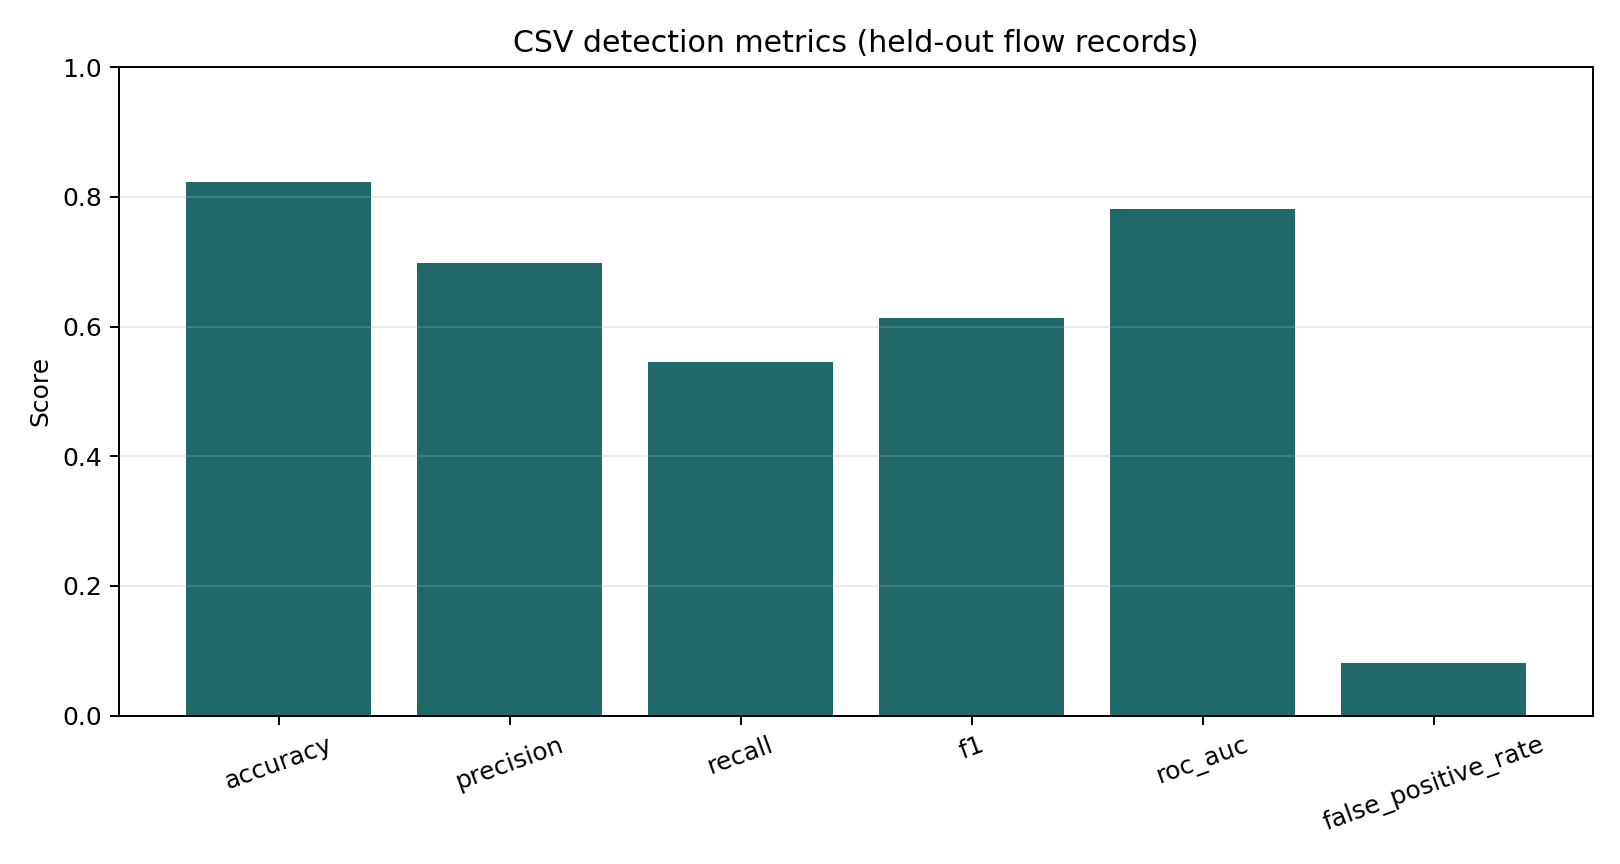 CSV detection metrics (held-out flow records)
1.0
0.8
0.6
0.4
0.2
0.0
Score
accuracy
precision
recall
f1
roc_auc
false_positive_rate